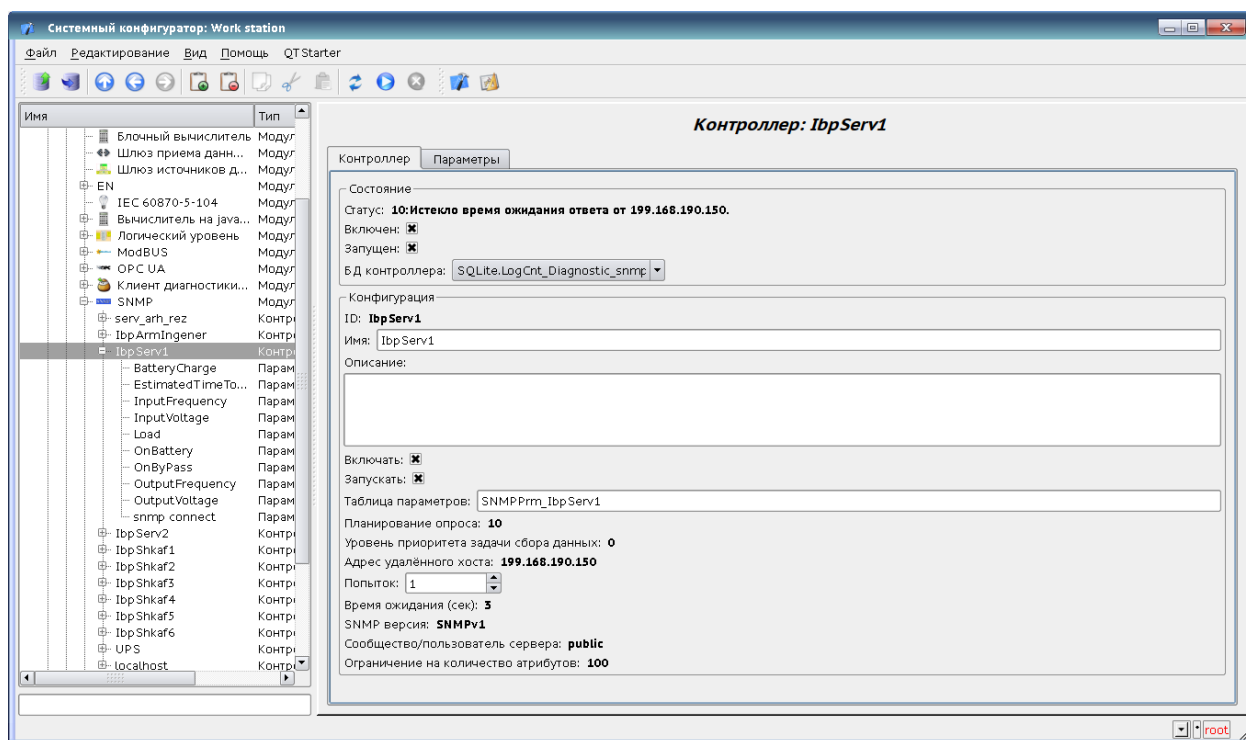 Системный конфигуратор: Work station
Файл Редактирование Вид Помощь QTStarter
Имя Тип
Блочный вычислитель Модул
Шлюз приема данн... Модул
Шлюз источников д... Модул
EN Модул
IEC 60870-5-104 Модул
Вычислитель на java... Модул
Логический уровень Модул
ModBUS Модул
OPC UA Модул
Клиент диагностики... Модул
SNMP Модул
serv_arh_rez Контр
IbpArmIngener Контр
IbpServ1 Контр
BatteryCharge Парам
EstimatedTimeTo... Парам
InputFrequency Парам
InputVoltage Парам
Load Парам
OnBattery Парам
OnByPass Парам
OutputFrequency Парам
OutputVoltage Парам
snmp connect Парам
IbpServ2 Контр
IbpShkaf1 Контр
IbpShkaf2 Контр
IbpShkaf3 Контр
IbpShkaf4 Контр
IbpShkaf5 Контр
IbpShkaf6 Контр
UPS Контр
localhost Контр
Контроллер: IbpServ1
Контроллер Параметры
Состояние
Статус: 10:Истекло время ожидания ответа от 199.168.190.150.
Включен:
Запущен:
БД контроллера: SQLite.LogCnt_Diagnostic_snmp
Конфигурация
ID: IbpServ1
Имя: IbpServ1
Описание:
Включать:
Запускать:
Таблица параметров: SNMPPrm_IbpServ1
Планирование опроса: 10
Уровень приоритета задачи сбора данных: 0
Адрес удалённого хоста: 199.168.190.150
Попыток: 1
Время ожидания (сек): 3
SNMP версия: SNMPv1
Сообщество/пользователь сервера: public
Ограничение на количество атрибутов: 100
* root